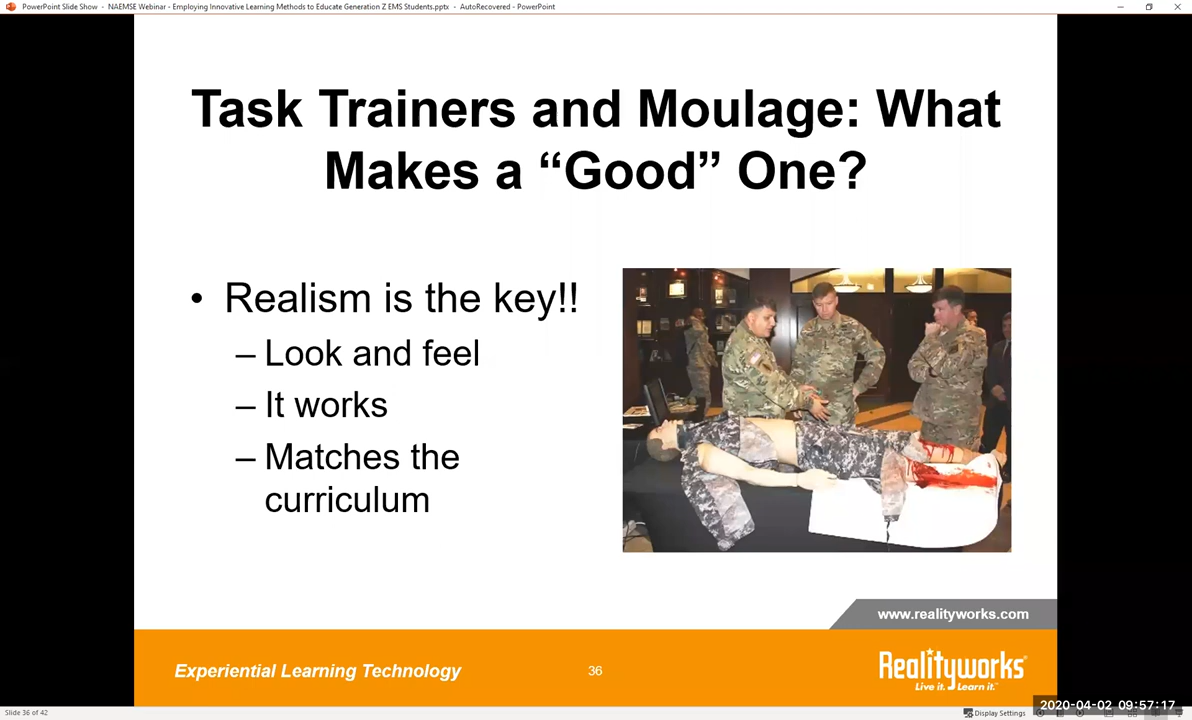 PowerPoint Slide Show - NAEMSE Webinar - Employing Innovative Learning Methods to Educate Generation Z EMS Students.pptx - AutoRecovered - PowerPoint
Task Trainers and Moulage: What
Makes a “Good” One?
• Realism is the key!!
– Look and feel
– It works
– Matches the
curriculum
www.realityworks.com
Experiential Learning Technology
36
Realityworks®
Live it. Learn it.™
2020-04-02 09:57:17
Slide 36 of 42
Display Settings